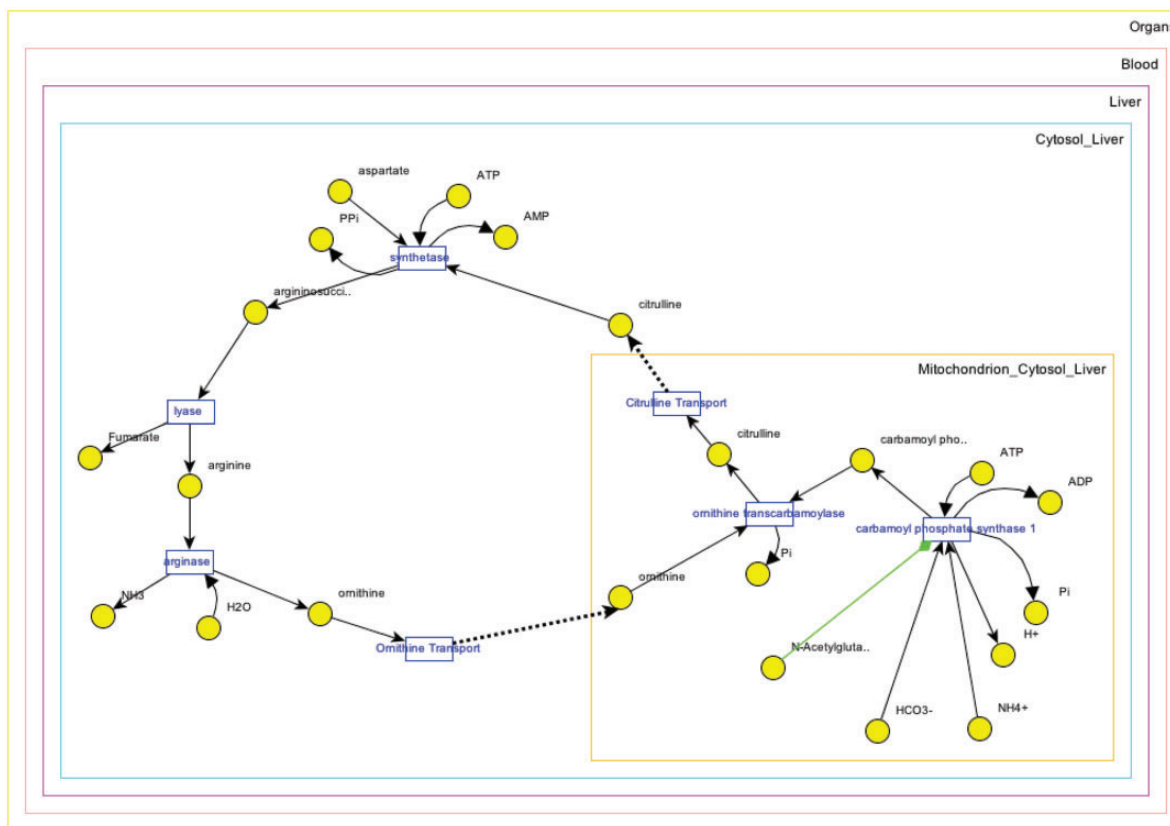 Organs
Blood
Liver
Cytosol_Liver
aspartate
ATP
PPi
AMP
synthetase
argininosucci..
citrulline
Mitochondrion_Cytosol_Liver
Citrulline Transport
lyase
Fumarate
citrulline
carbamoyl pho..
ATP
arginine
ADP
ornithine transcarbamoylase
carbamoyl phosphate synthase 1
arginase
Pi
ornithine
NH3
H2O
ornithine
Pi
H+
Ornithine Transport
N-Acetylgluta..
HCO3-
NH4+